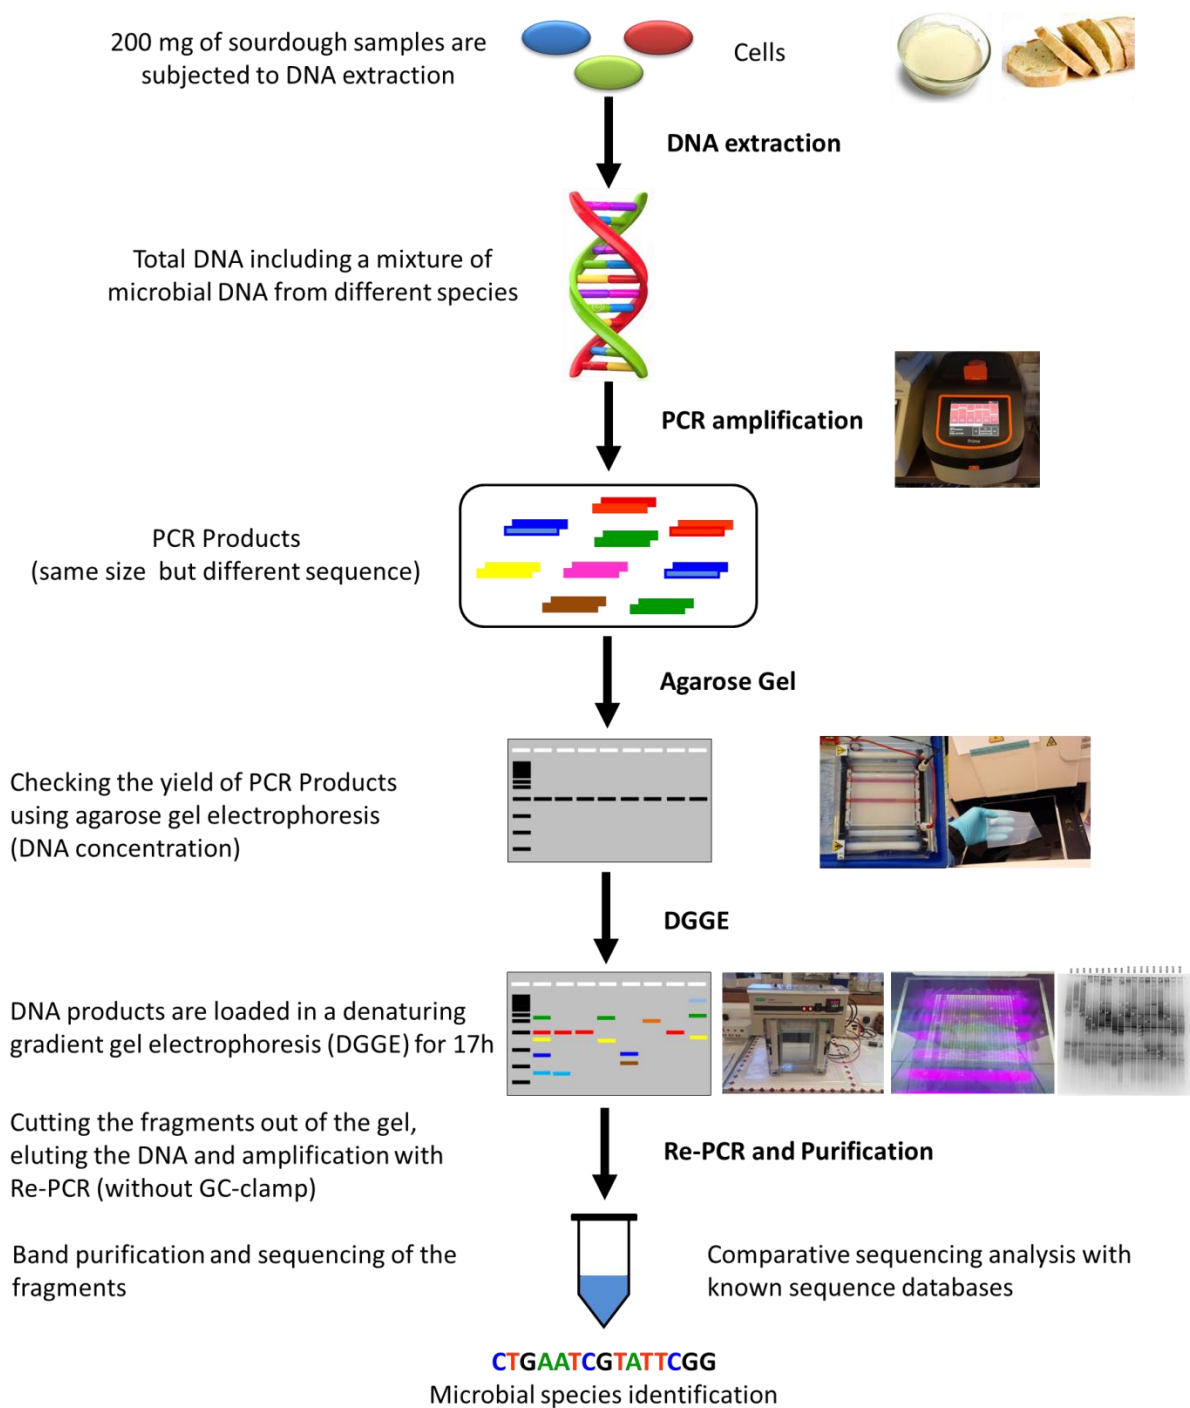 200 mg of sourdough samples are
subjected to DNA extraction
Cells
DNA extraction
Total DNA including a mixture of
microbial DNA from different species
PCR amplification
PCR Products
(same size but different sequence)
Agarose Gel
Checking the yield of PCR Products
using agarose gel electrophoresis
(DNA concentration)
DGGE
DNA products are loaded in a denaturing
gradient gel electrophoresis (DGGE) for 17h
Cutting the fragments out of the gel,
eluting the DNA and amplification with
Re-PCR (without GC-clamp)
Re-PCR and Purification
Band purification and sequencing of the
fragments
Comparative sequencing analysis with
known sequence databases
CTGAATCGTATTCGG
Microbial species identification